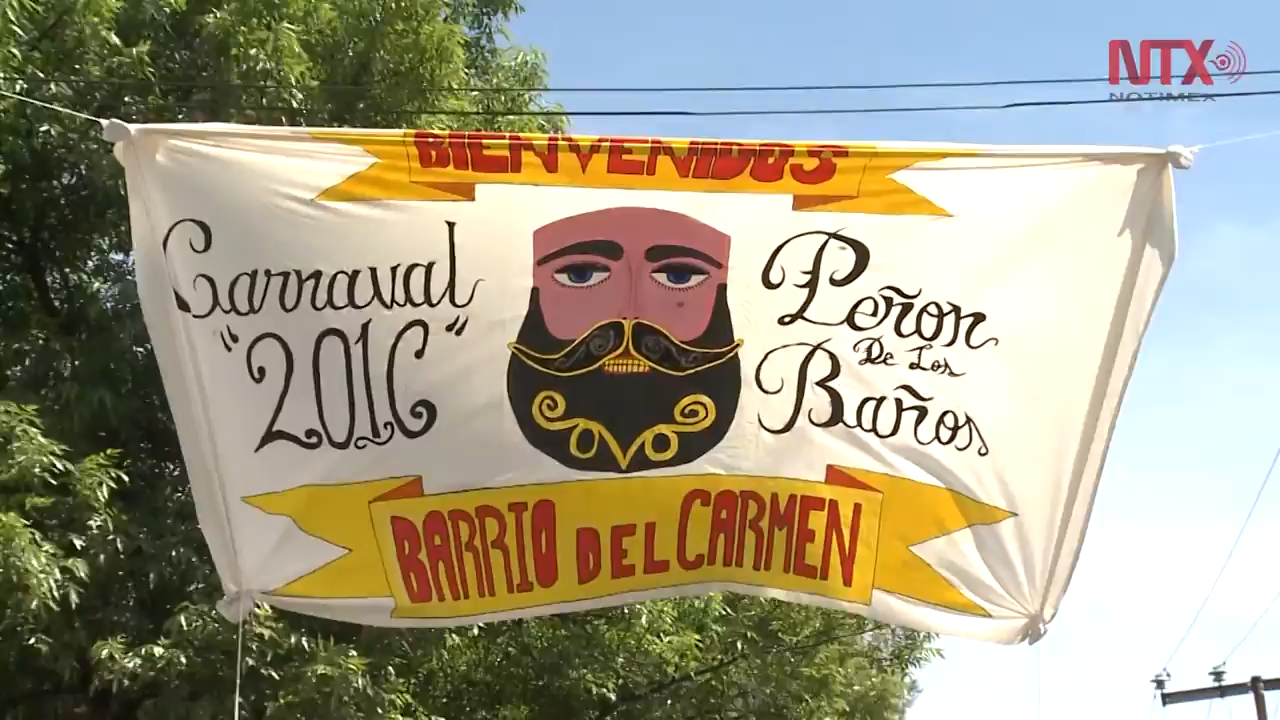 NTX
NOTIMEX
BIENVENIDOS
Carnaval
"2016"
Peñon
De Los
Baños
BARRIO DEL CARMEN